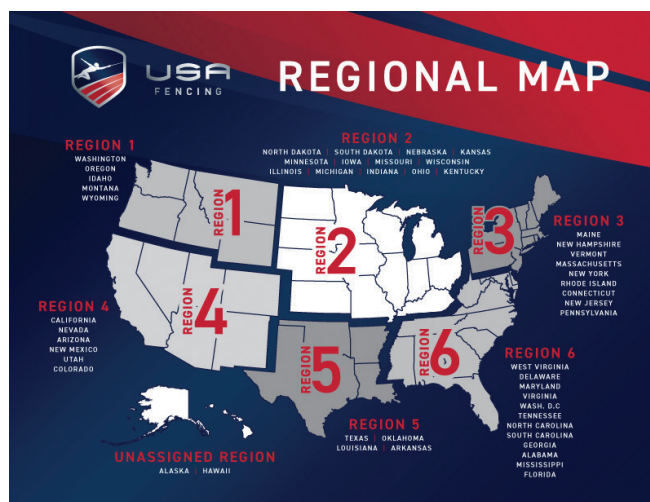 USA
FENCING
REGIONAL MAP
REGION 1
WASHINGTON
OREGON
IDAHO
MONTANA
WYOMING
REGION 2
NORTH DAKOTA | SOUTH DAKOTA | NEBRASKA | KANSAS
MINNESOTA | IOWA | MISSOURI | WISCONSIN
ILLINOIS | MICHIGAN | INDIANA | OHIO | KENTUCKY
REGION 1
REGION 2
REGION 3
REGION 3
MAINE
NEW HAMPSHIRE
VERMONT
MASSACHUSETTS
NEW YORK
RHODE ISLAND
CONNECTICUT
NEW JERSEY
PENNSYLVANIA
REGION 4
CALIFORNIA
NEVADA
ARIZONA
NEW MEXICO
UTAH
COLORADO
REGION 4
REGION 5
REGION 6
REGION 6
WEST VIRGINIA
DELAWARE
MARYLAND
VIRGINIA
WASH. D.C
TENNESSEE
NORTH CAROLINA
SOUTH CAROLINA
GEORGIA
ALABAMA
MISSISSIPPI
FLORIDA
REGION 5
TEXAS | OKLAHOMA
LOUISIANA | ARKANSAS
UNASSIGNED REGION
ALASKA | HAWAII